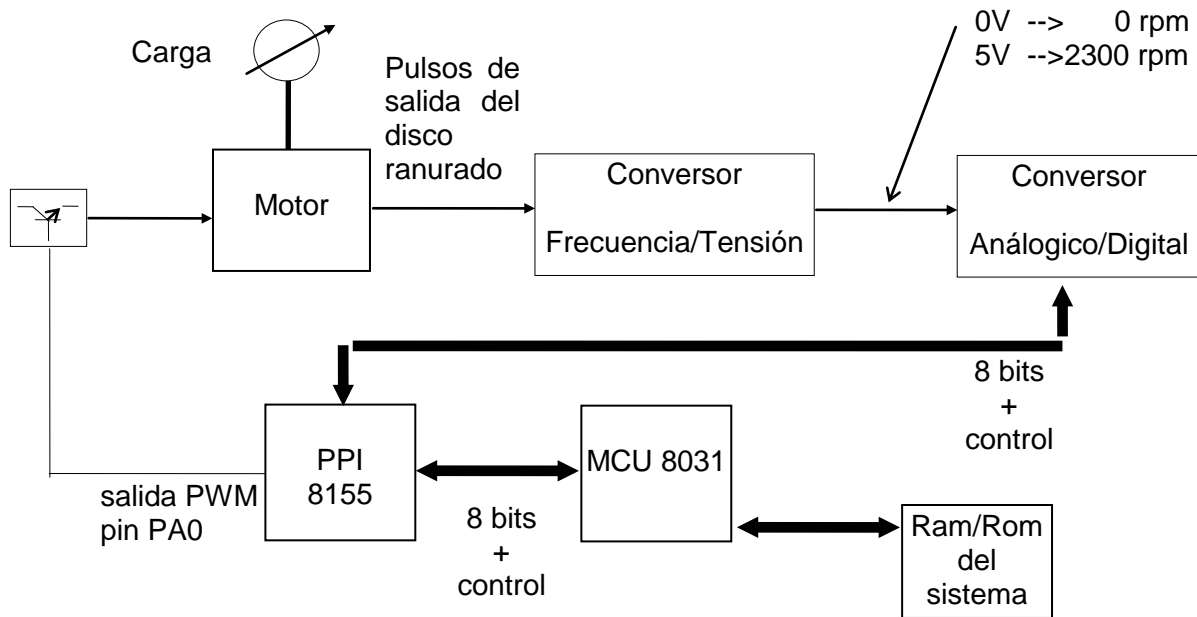 Carga
Pulsos de
salida del
disco
ranurado
0V --> 0 rpm
5V -->2300 rpm
Motor
Conversor
Frecuencia/Tensión
Conversor
Análogico/Digital
8 bits
+
control
PPI
8155
MCU 8031
salida PWM
pin PA0
8 bits
+
control
Ram/Rom
del
sistema